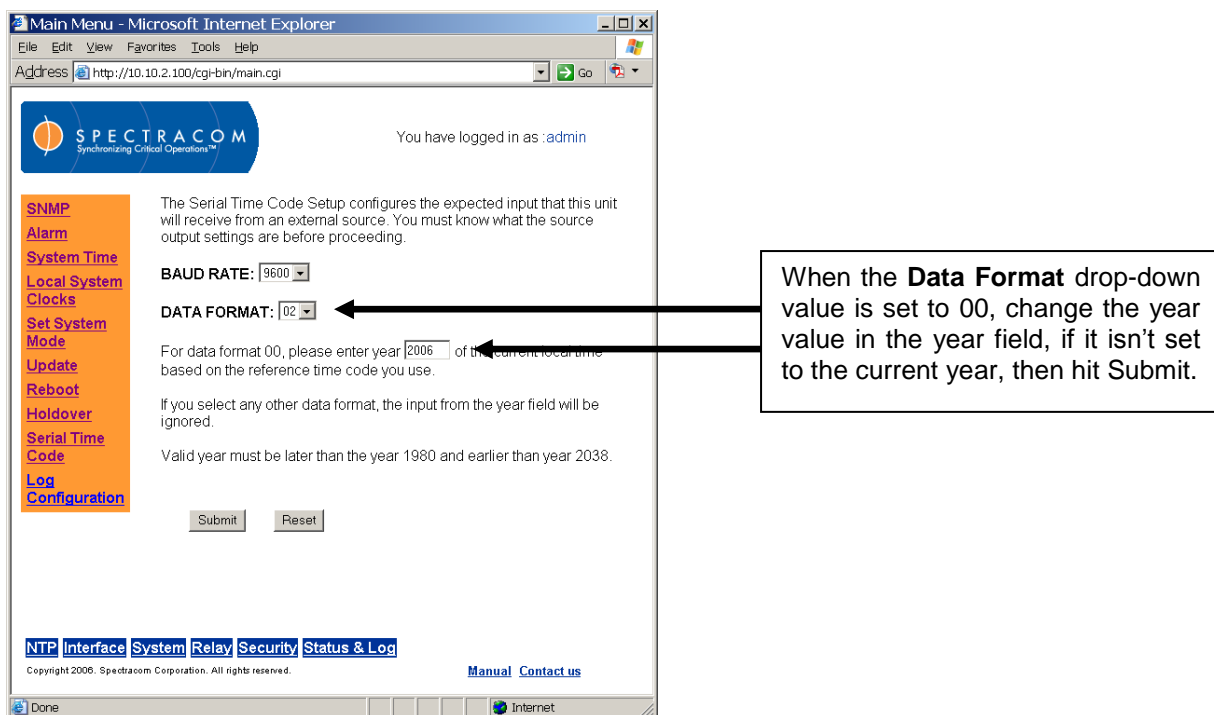 Main Menu - Microsoft Internet Explorer
File Edit View Favorites Tools Help
Address http://10.10.2.100/cgi-bin/main.cgi Go
SPECTRACOM
Synchronizing Critical Operations™
You have logged in as :admin
SNMP
Alarm
System Time
Local System
Clocks
Set System
Mode
Update
Reboot
Holdover
Serial Time
Code
Log
Configuration
The Serial Time Code Setup configures the expected input that this unit
will receive from an external source. You must know what the source
output settings are before proceeding.
BAUD RATE: 9600
DATA FORMAT: 02
For data format 00, please enter year 2006 of the current local time
based on the reference time code you use.
If you select any other data format, the input from the year field will be
ignored.
Valid year must be later than the year 1980 and earlier than year 2038.
Submit Reset
NTP Interface System Relay Security Status & Log
Copyright 2006. Spectracom Corporation. All rights reserved.
Manual Contact us
Done Internet
When the Data Format drop-down
value is set to 00, change the year
value in the year field, if it isn't set
to the current year, then hit Submit.